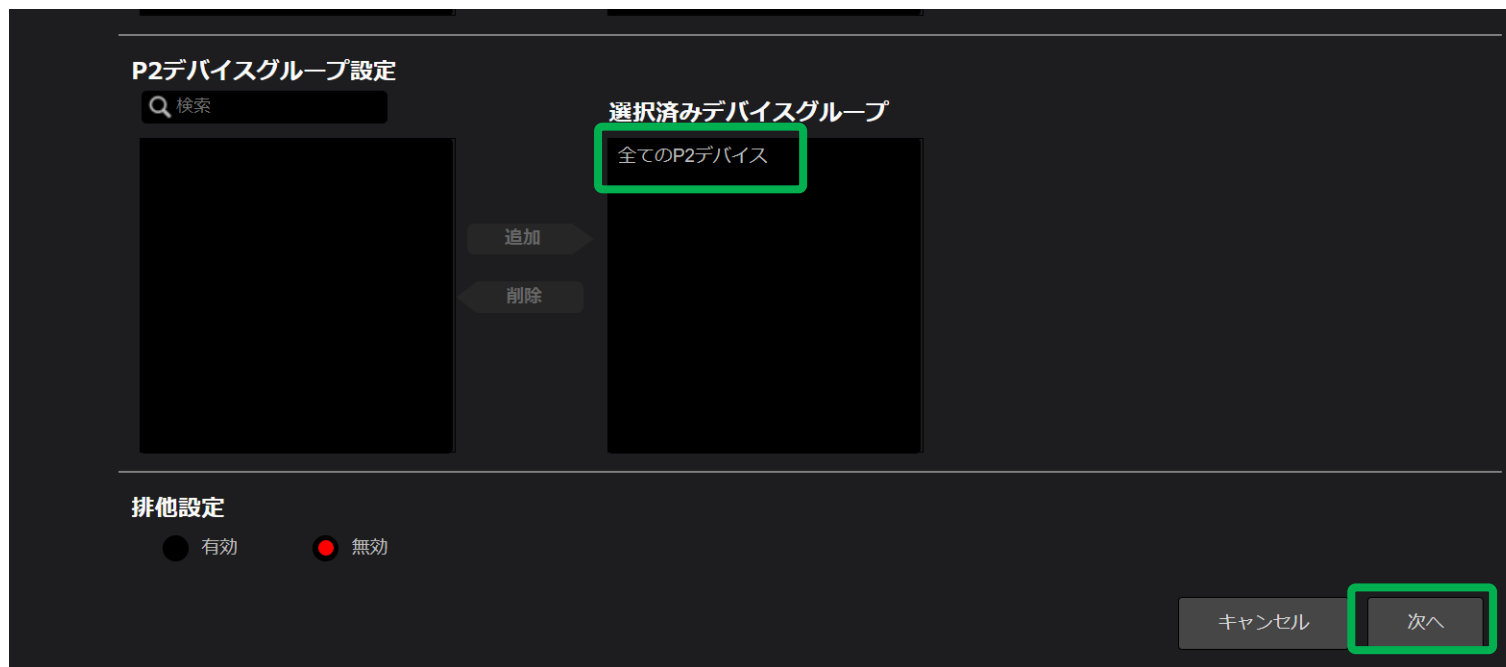 P2デバイスグループ設定
検索
選択済みデバイスグループ
全てのP2デバイス
追加
削除
排他設定
有効
無効
キャンセル
次へ